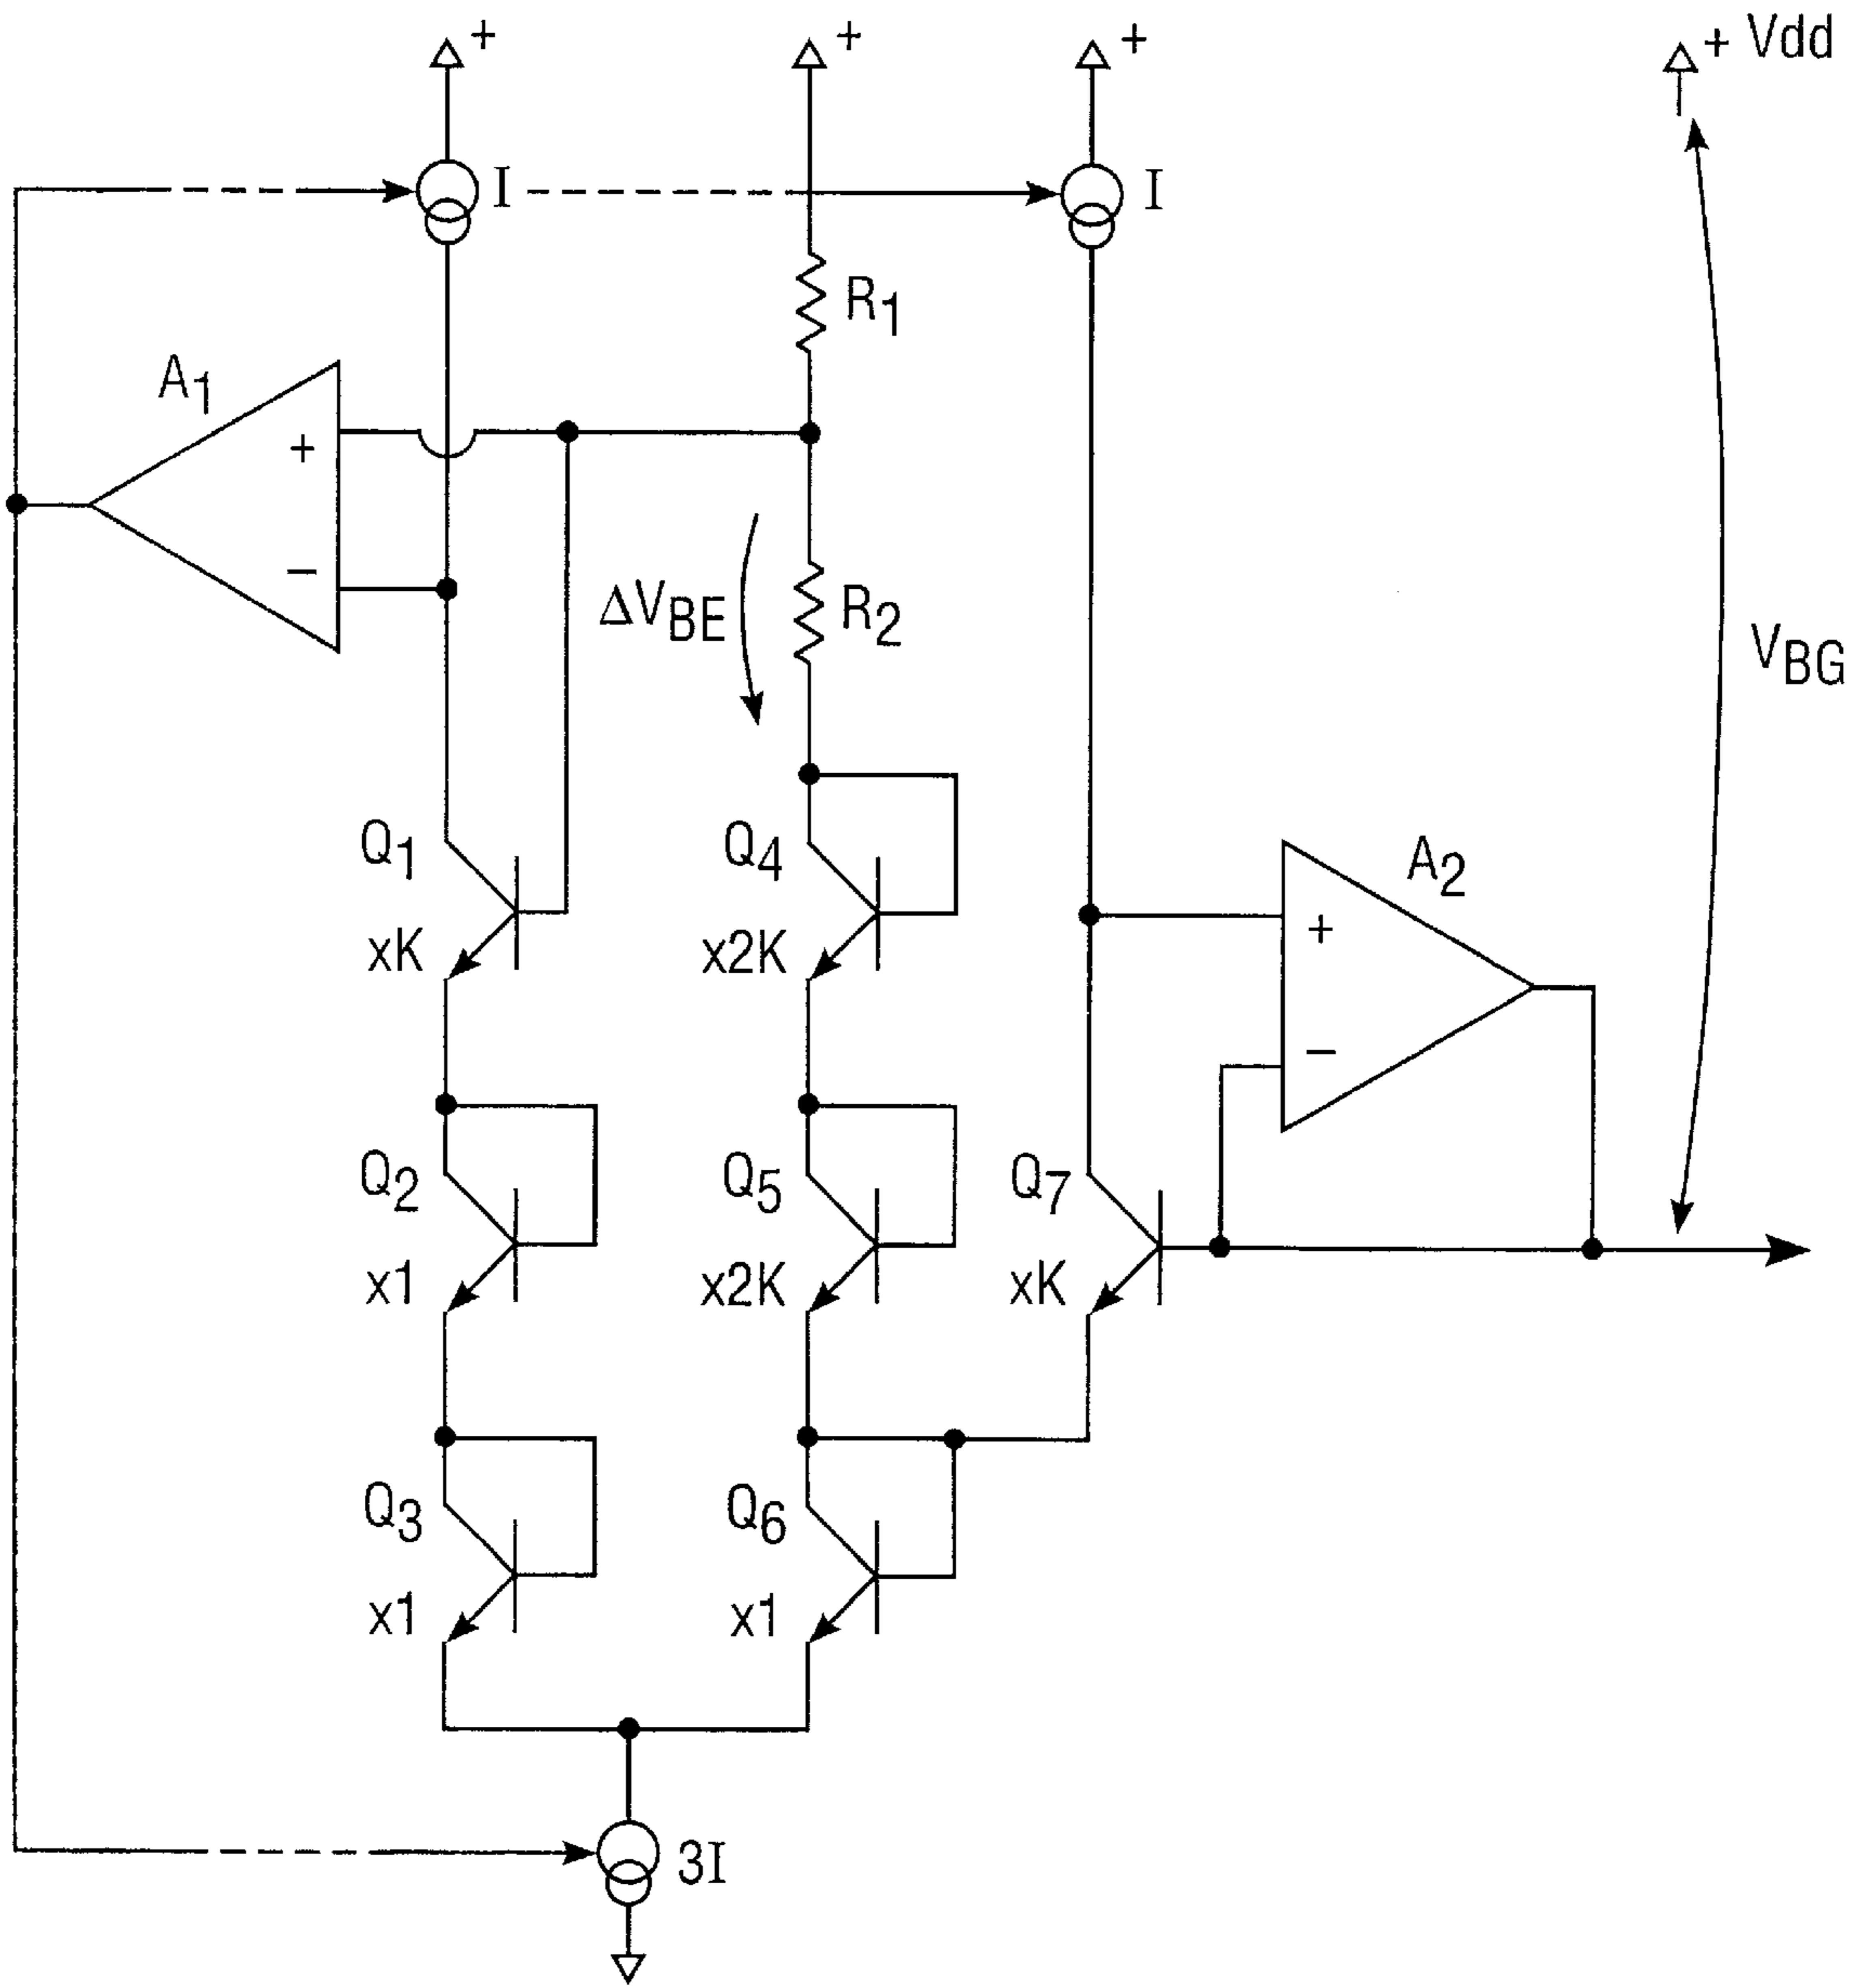 + + + + Vdd
I I
R1
A1
+
−
ΔVBE R2
VBG
Q1 Q4
xK x2K
A2
+
−
Q2 Q5 Q7
x1 x2K xK
Q3 Q6
x1 x1
3I